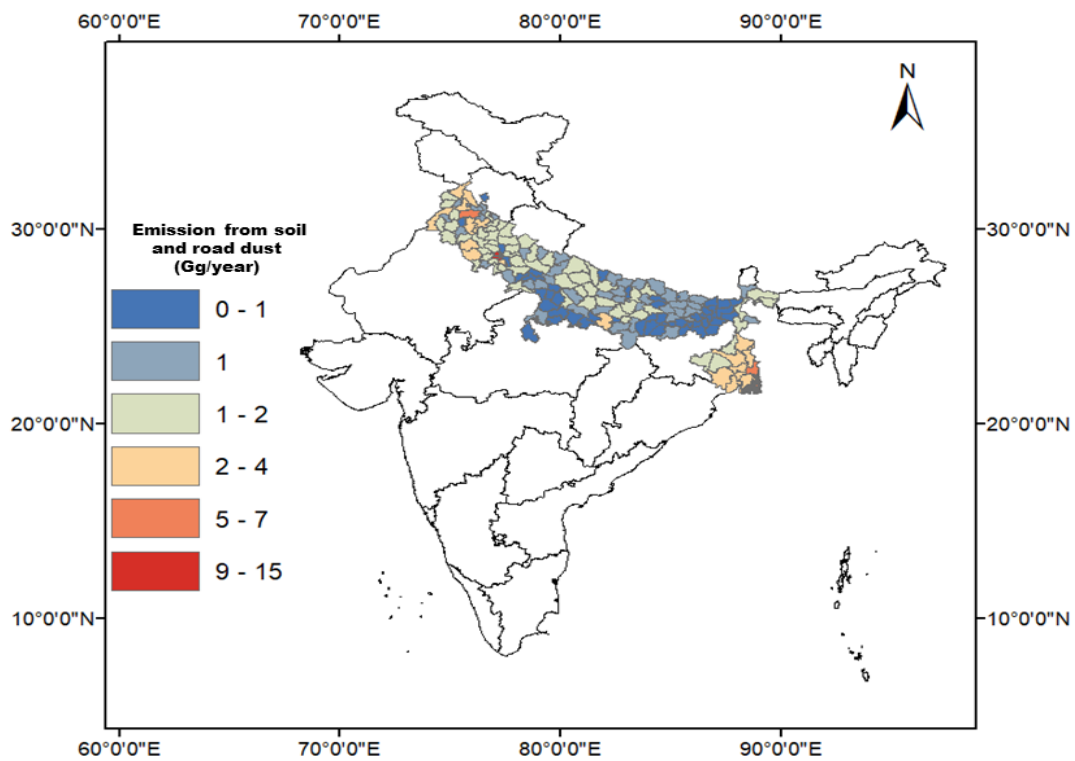 60°0'0"E 70°0'0"E 80°0'0"E 90°0'0"E
N
30°0'0"N 30°0'0"N
Emission from soil
and road dust
(Gg/year)
0 - 1
1
1 - 2
20°0'0"N 20°0'0"N
2 - 4
5 - 7
9 - 15
10°0'0"N 10°0'0"N
60°0'0"E 70°0'0"E 80°0'0"E 90°0'0"E